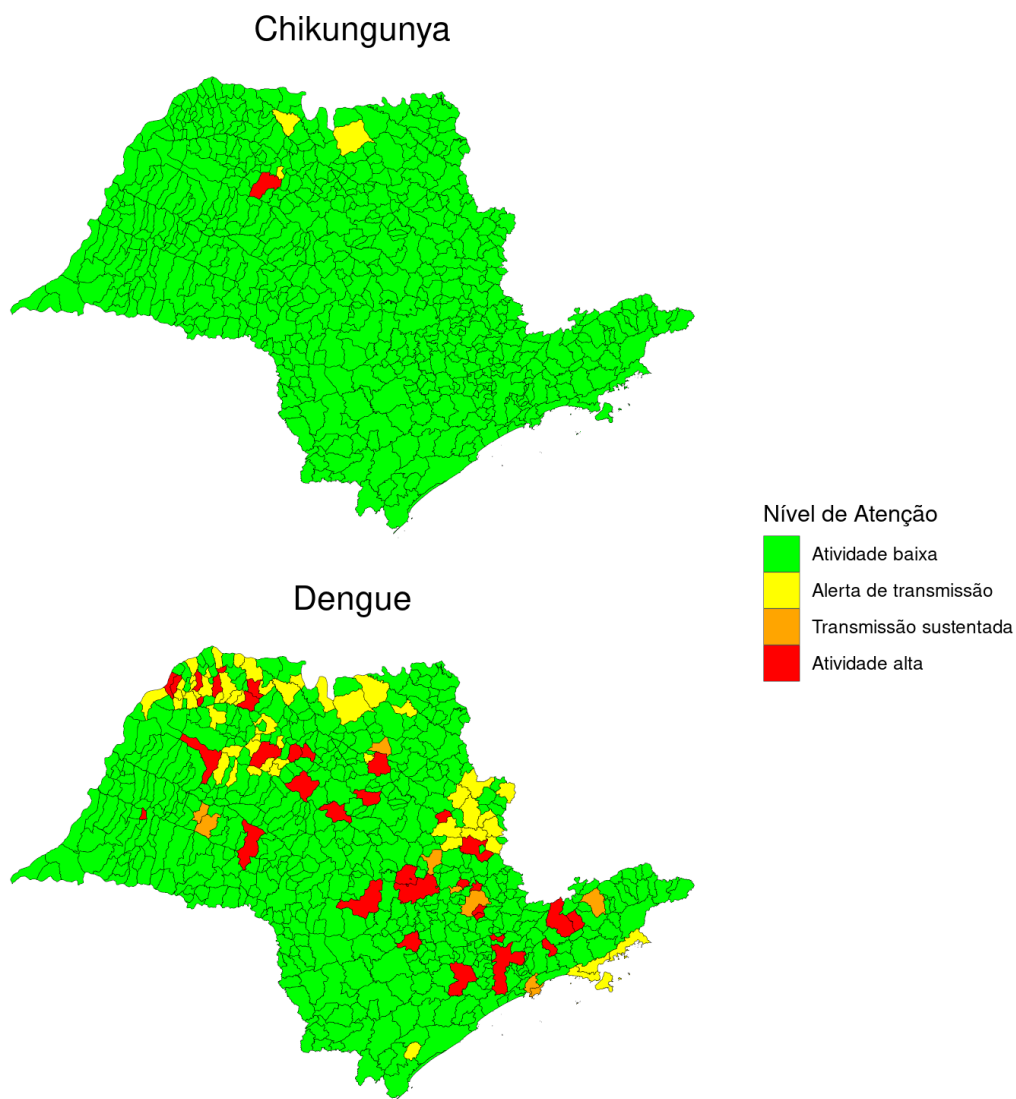 Chikungunya
Nível de Atenção
Atividade baixa
Alerta de transmissão
Transmissão sustentada
Atividade alta
Dengue